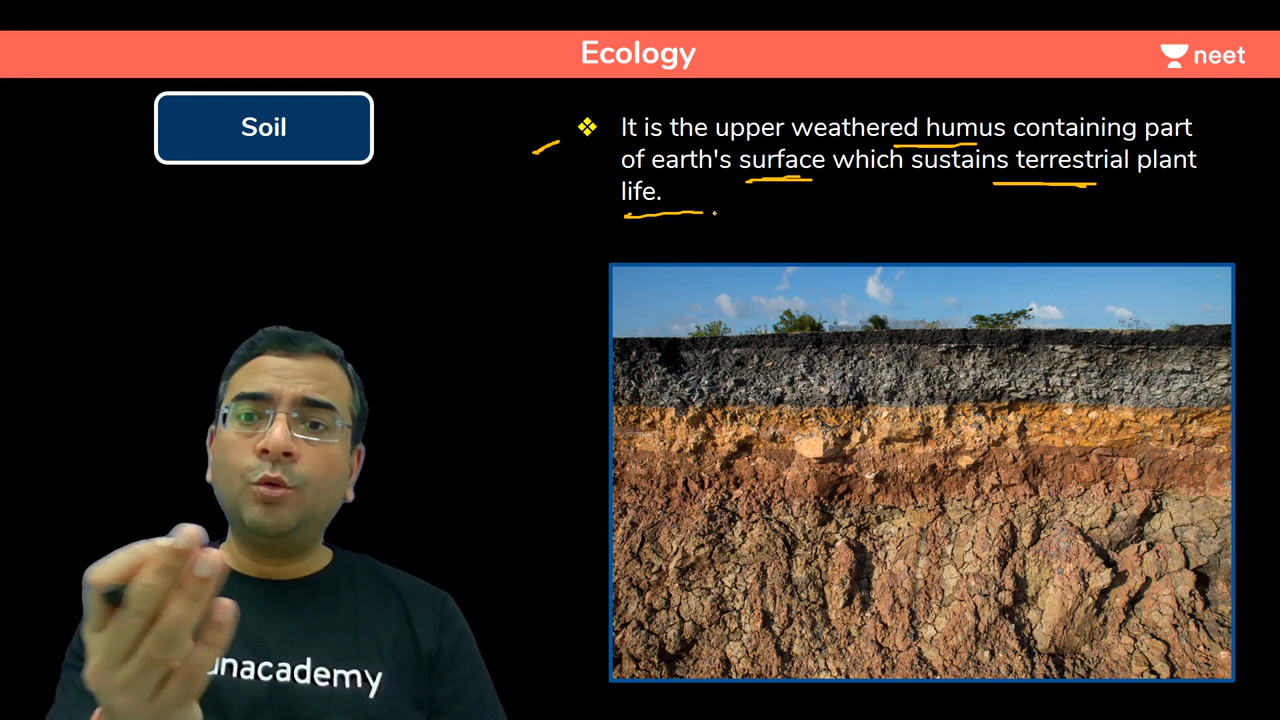 Ecology
neet
Soil
It is the upper weathered humus containing part
of earth's surface which sustains terrestrial plant
life.
unacademy